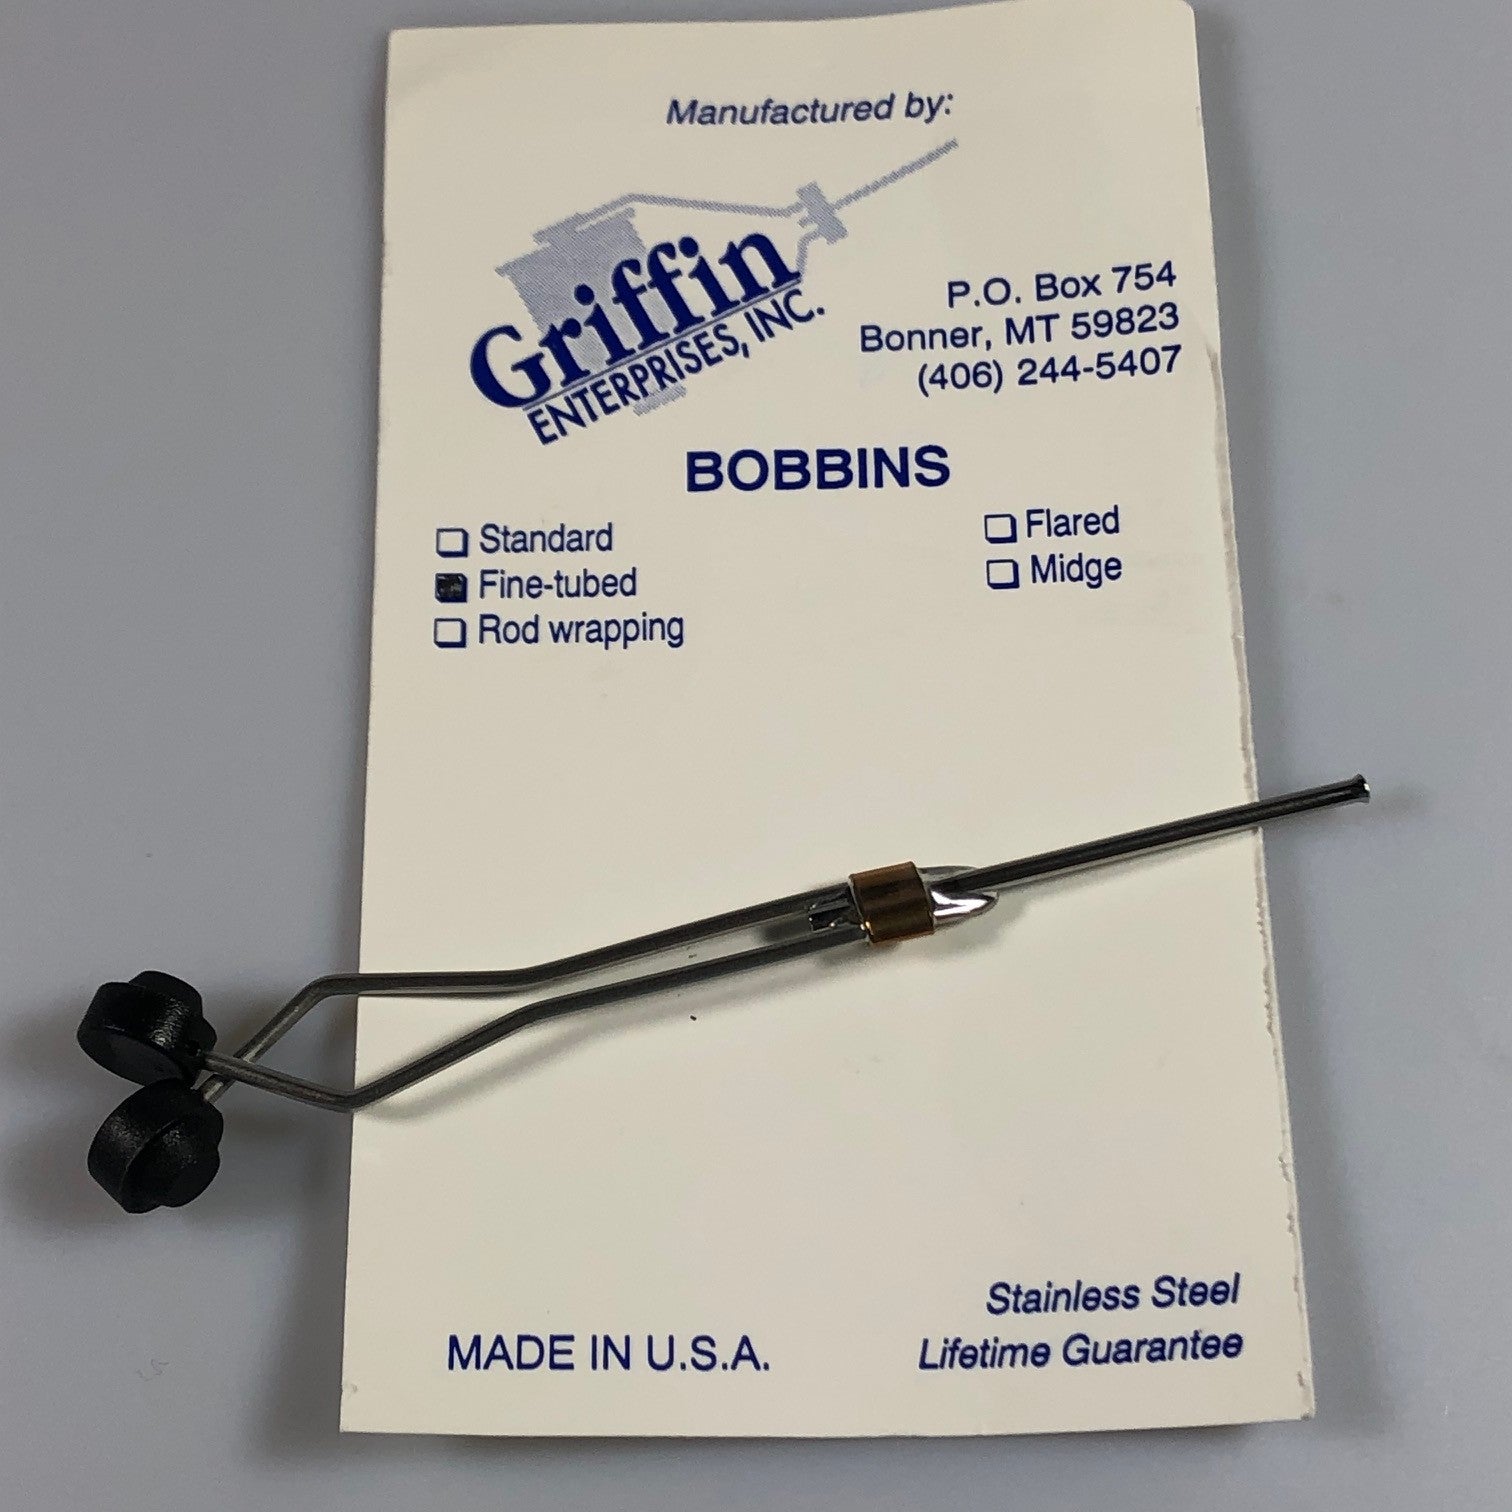 Manufactured by:
Griffin
ENTERPRISES, INC.
P.O. Box 754
Bonner, MT 59823
(406) 244-5407
BOBBINS
Standard
Fine-tubed
Rod wrapping
Flared
Midge
Stainless Steel
Lifetime Guarantee
MADE IN U.S.A.